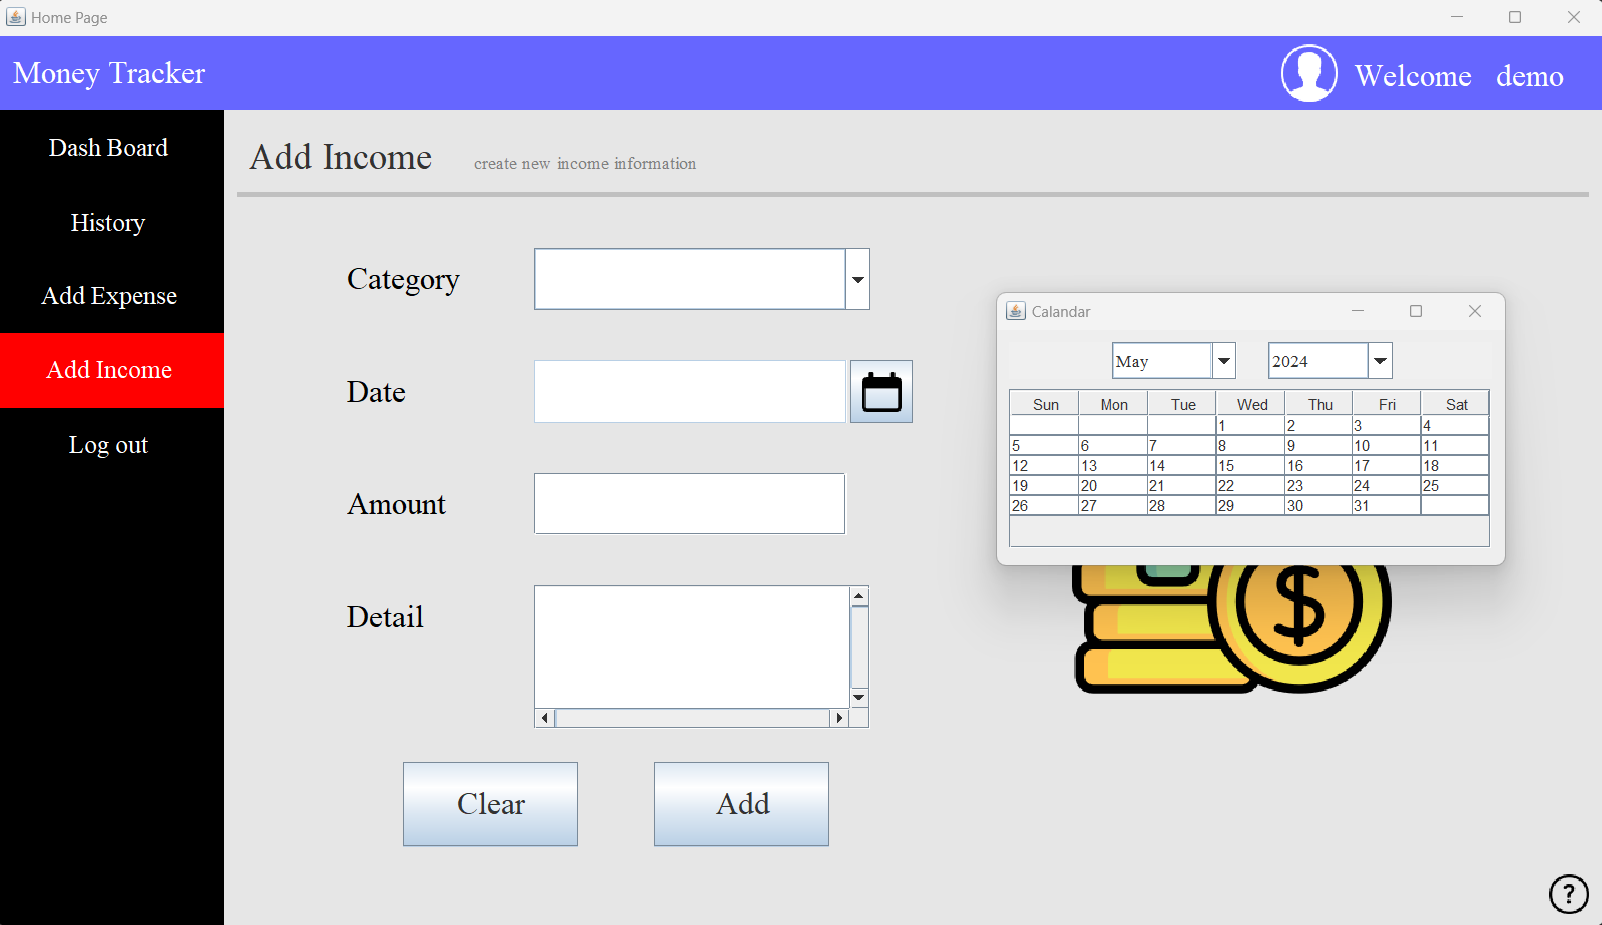 Home Page
Money Tracker
Welcome demo
Dash Board
History
Add Expense
Add Income
Log out
Add Income create new income information
Category
Date
Amount
Detail
Clear Add
Calandar
May 2024
Sun Mon Tue Wed Thu Fri Sat
1 2 3 4
5 6 7 8 9 10 11
12 13 14 15 16 17 18
19 20 21 22 23 24 25
26 27 28 29 30 31
$
?